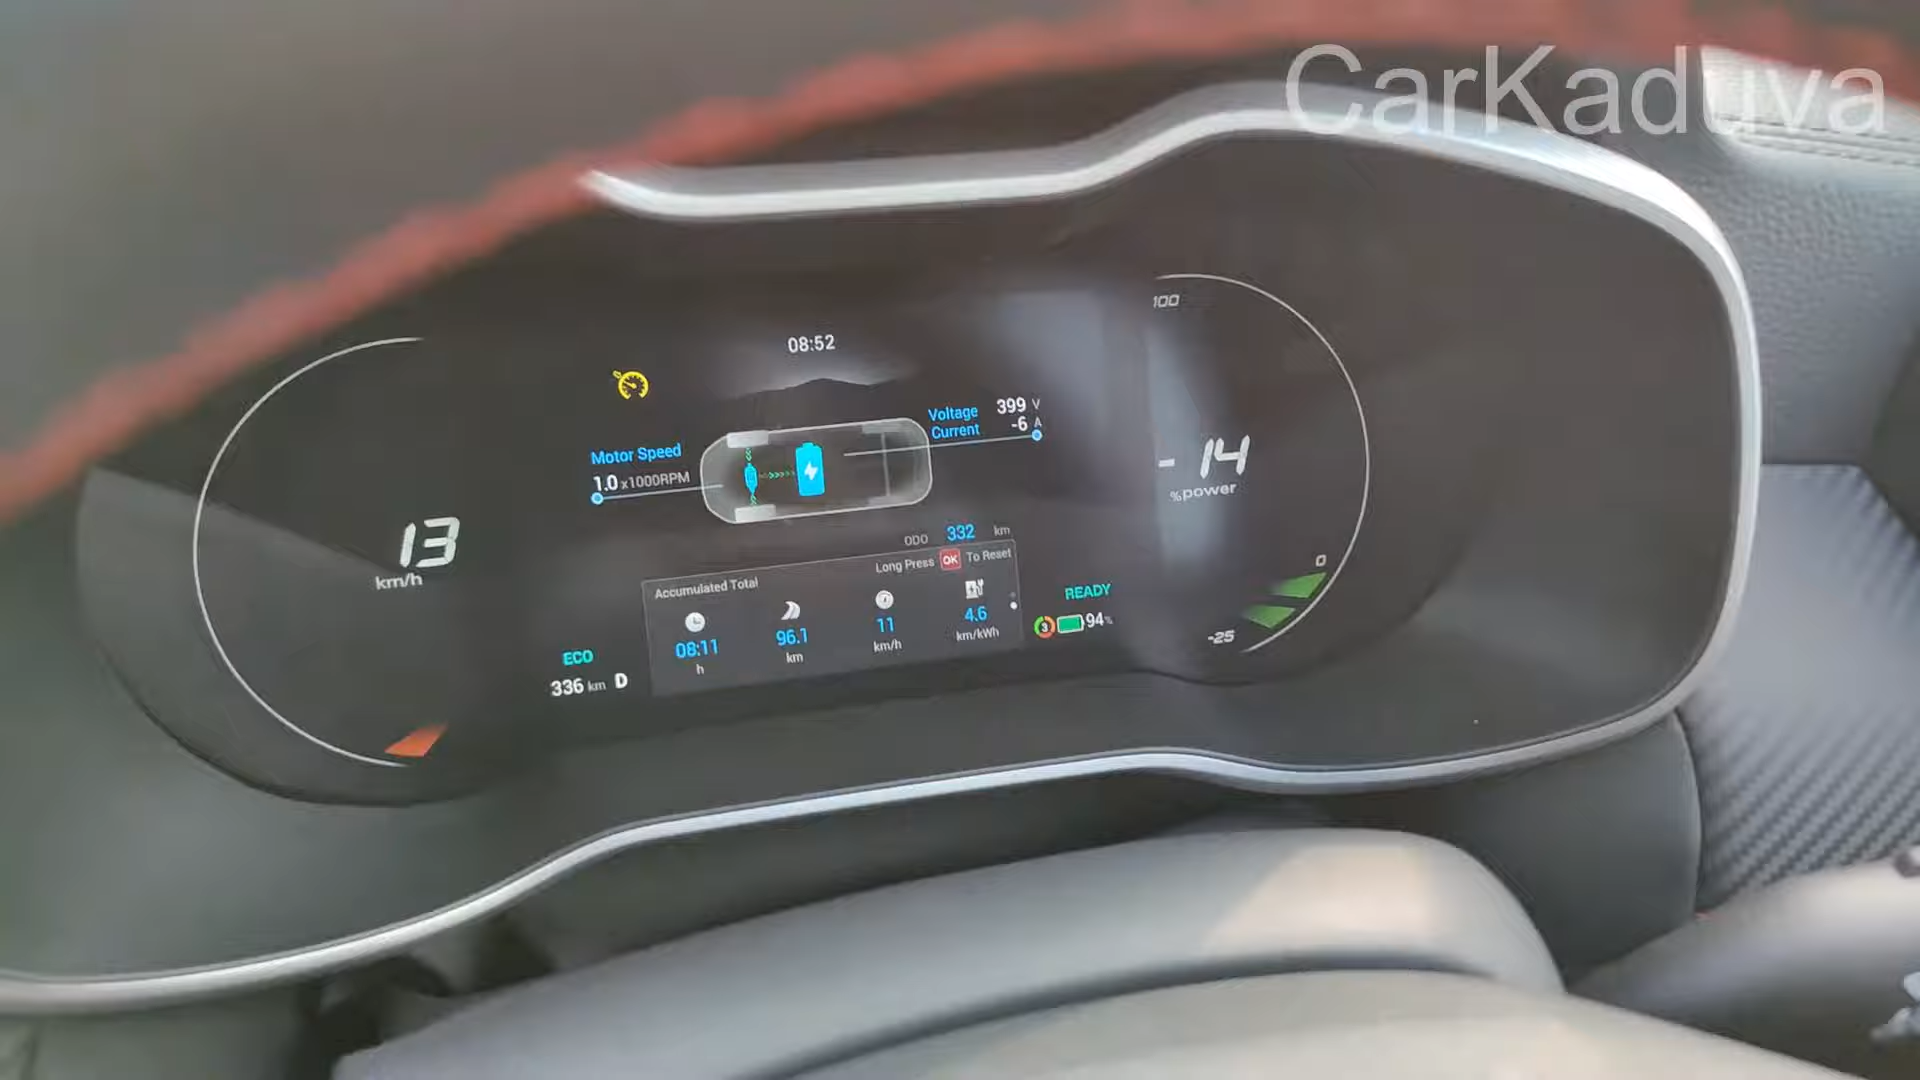 CarKaduva
08:52
100
Motor Speed
1.0 x1000RPM
Voltage 399 V
Current -6 A
- 14
%power
13
km/h
ODO 332 km
Long Press OK To Reset
Accumulated Total
08:11
h
96.1
km
11
km/h
4.6
km/kWh
READY
3 94%
0
-25
ECO
336 km D